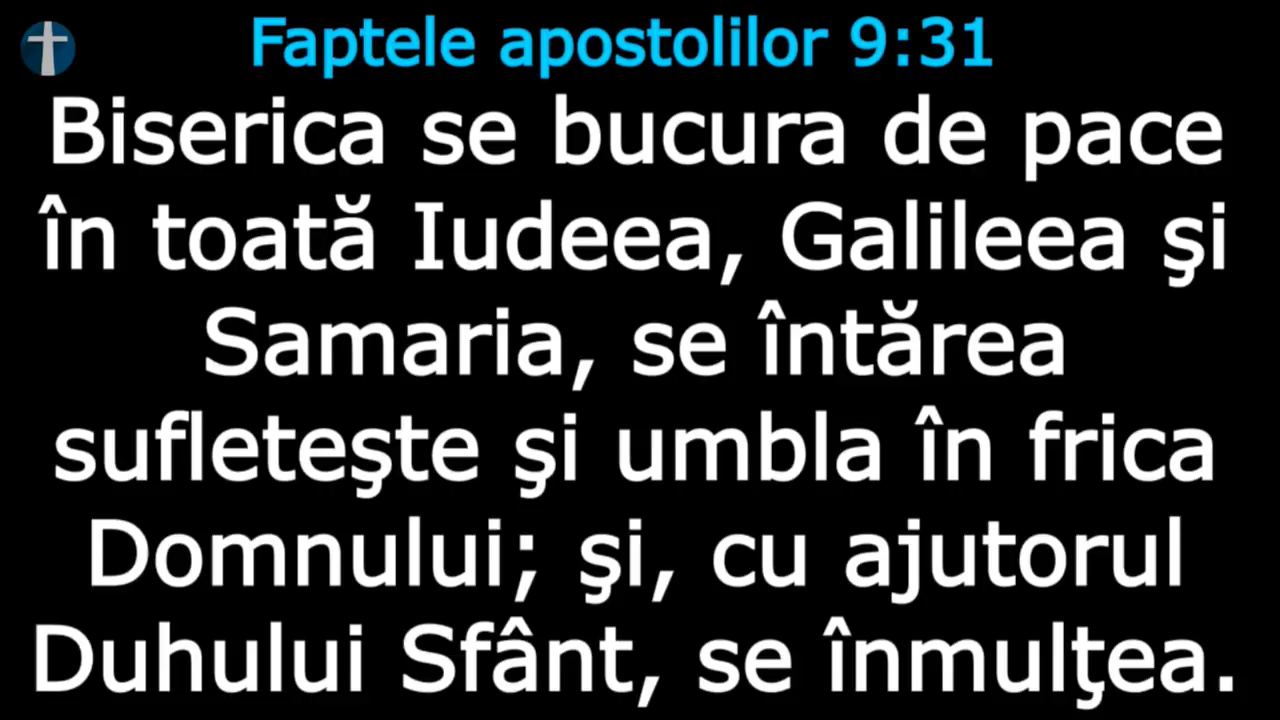 Faptele apostolilor 9:31
Biserica se bucura de pace
în toată Iudeea, Galileea şi
Samaria, se întărea
sufleteşte şi umbla în frica
Domnului; şi, cu ajutorul
Duhului Sfânt, se înmulţea.